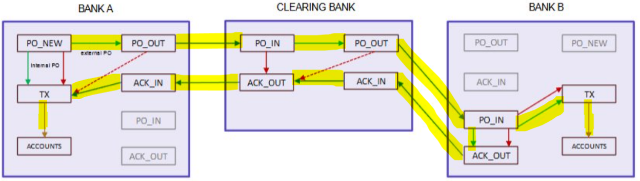 BANK A
CLEARING BANK
BANK B
PO_NEW
PO_OUT
external PO
internal PO
TX
ACK_IN
PO_IN
ACCOUNTS
ACK_OUT
PO_IN
PO_OUT
ACK_OUT
ACK_IN
PO_OUT
PO_NEW
ACK_IN
TX
PO_IN
ACCOUNTS
ACK_OUT